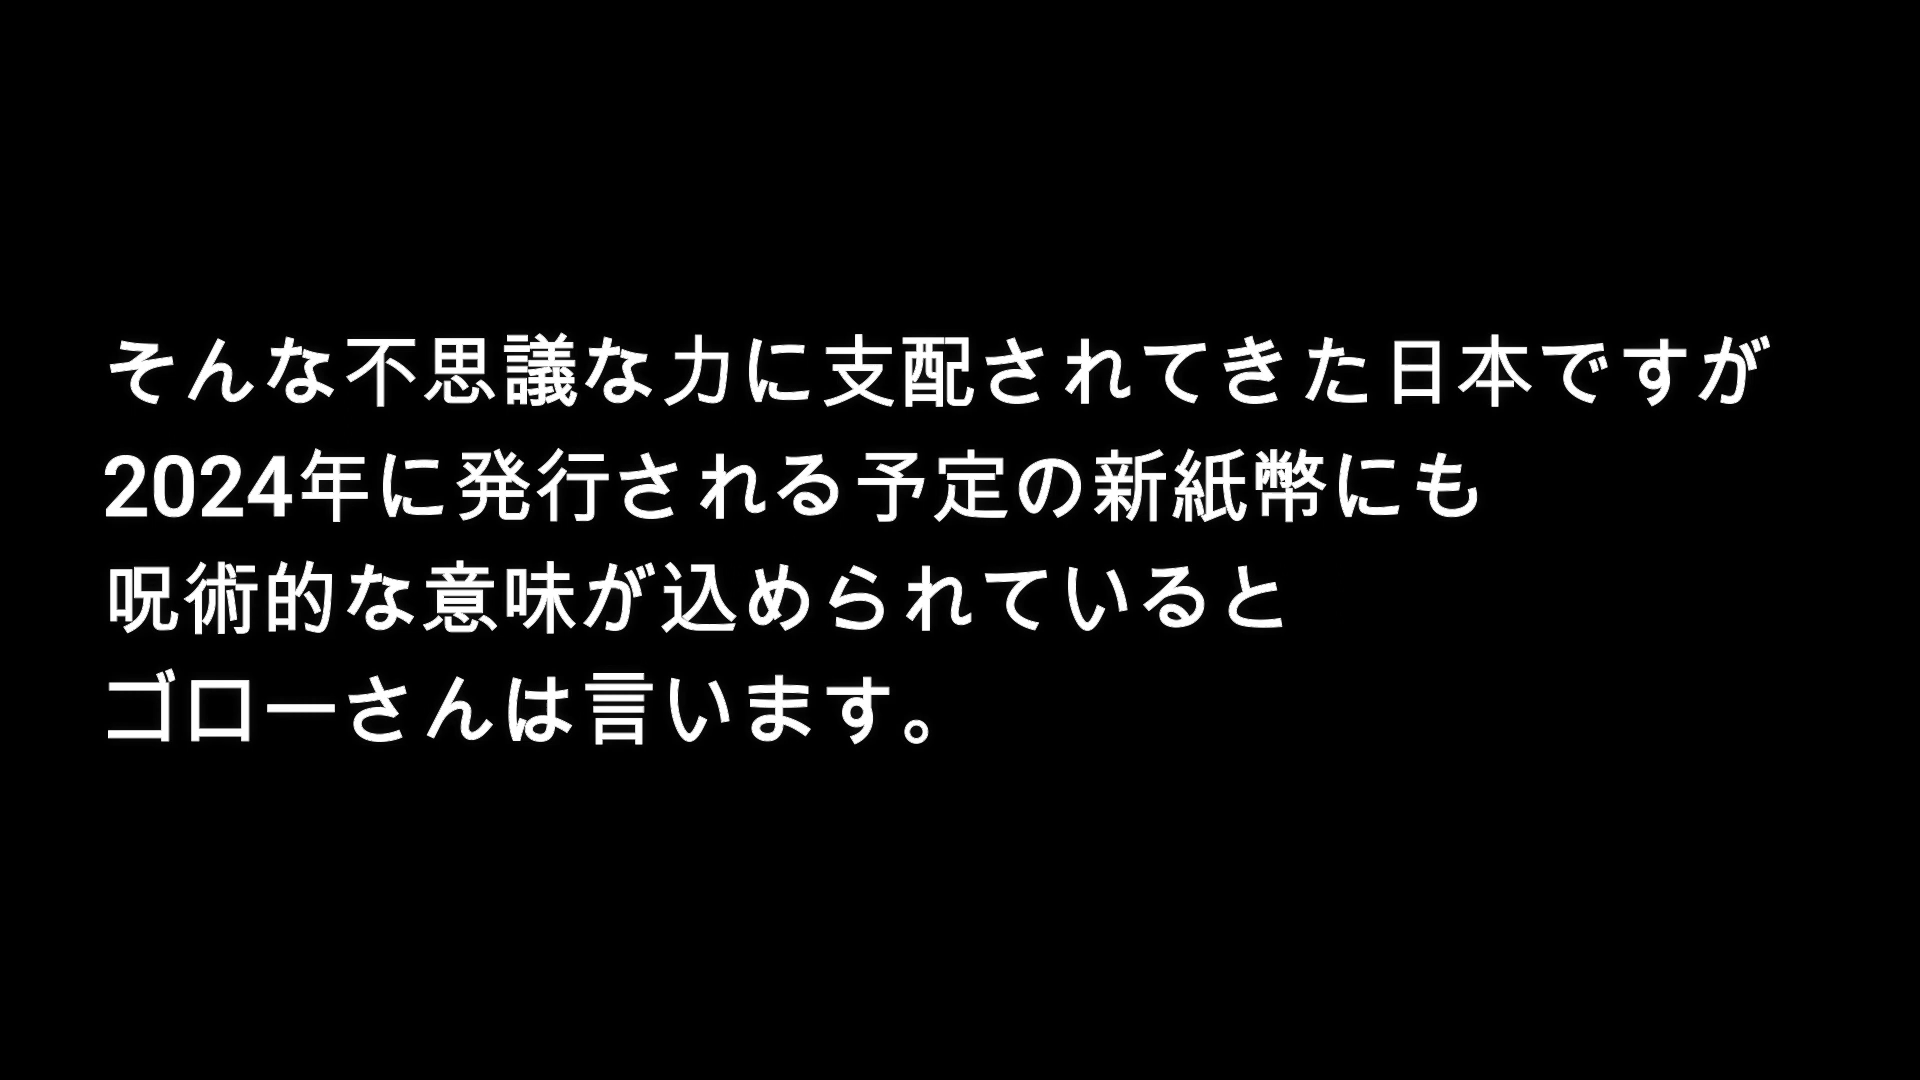 そんな不思議な力に支配されてきた日本ですが
2024年に発行される予定の新紙幣にも
呪術的な意味が込められていると
ゴローさんは言います。